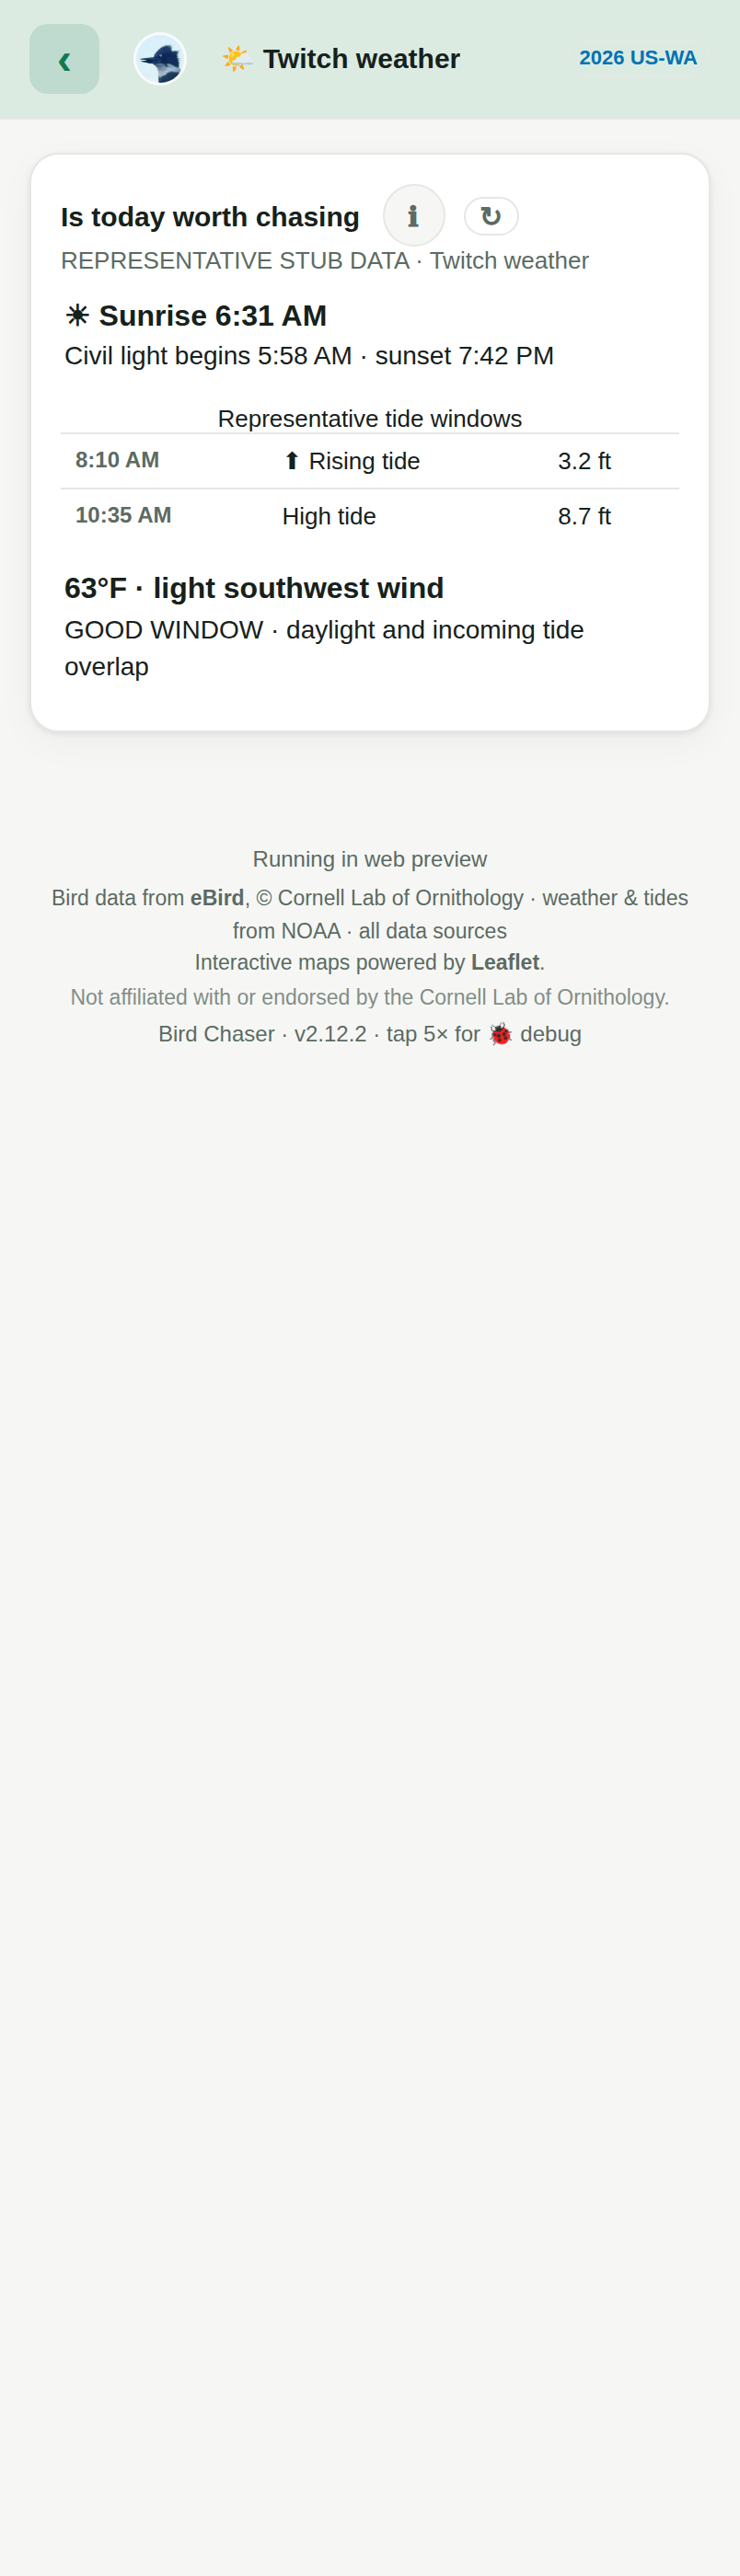 ‹ 🌤️ Twitch weather 2026 US-WA
Is today worth chasing ℹ ↻
REPRESENTATIVE STUB DATA · Twitch weather
☀ Sunrise 6:31 AM
Civil light begins 5:58 AM · sunset 7:42 PM
Representative tide windows
8:10 AM ⬆ Rising tide 3.2 ft
10:35 AM High tide 8.7 ft
63°F · light southwest wind
GOOD WINDOW · daylight and incoming tide
overlap
Running in web preview
Bird data from eBird, © Cornell Lab of Ornithology · weather & tides
from NOAA · all data sources
Interactive maps powered by Leaflet.
Not affiliated with or endorsed by the Cornell Lab of Ornithology.
Bird Chaser · v2.12.2 · tap 5× for 🐞 debug